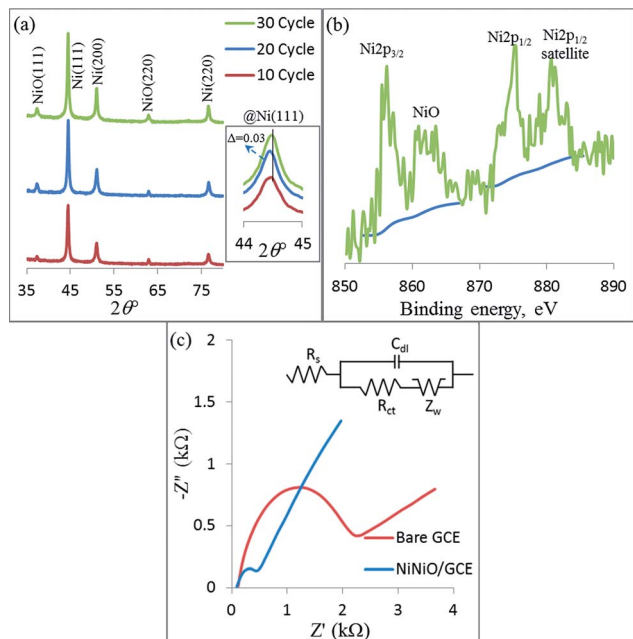 (a)
30 Cycle
20 Cycle
10 Cycle
NiO(111)
Ni(111)
Ni(200)
NiO(220)
Ni(220)
@Ni(111)
Δ=0.03
44 45
2θ°
35 45 55 65 75
2θ°
(b)
Ni2p3/2
NiO
Ni2p1/2
Ni2p1/2
satellite
850 860 870 880 890
Binding energy, eV
(c)
Rs
Cdl
Rct
Zw
2
1.5
1
0.5
0
-Z" (kΩ)
Bare GCE
NiNiO/GCE
0 1 2 3 4
Z' (kΩ)